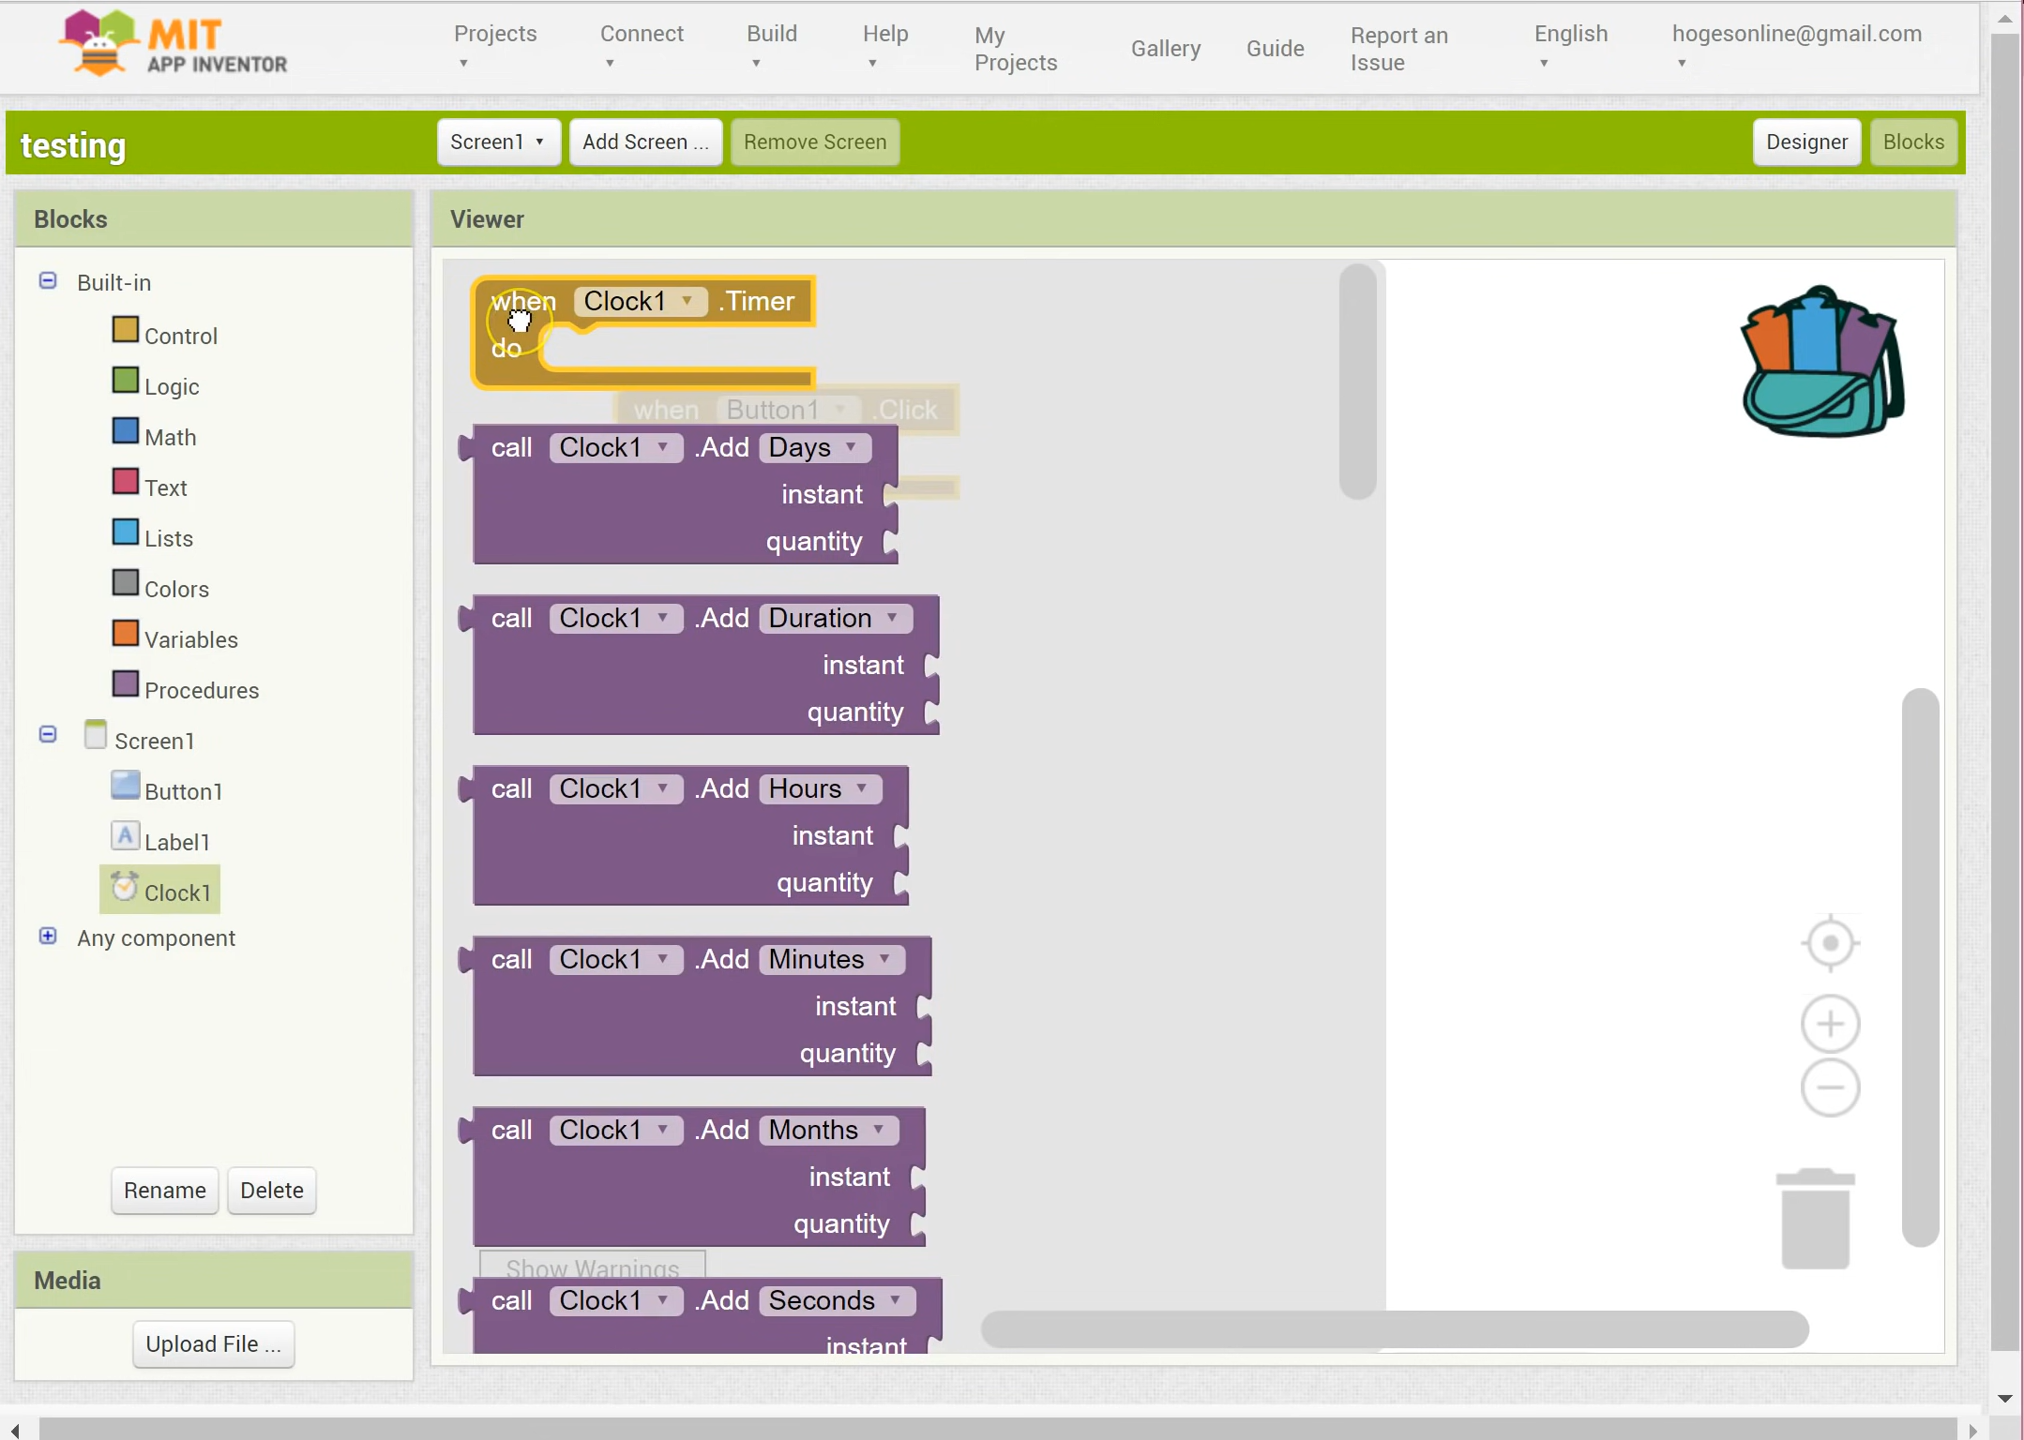 MIT
APP INVENTOR
Projects
Connect
Build
Help
My
Projects
Gallery
Guide
Report an
Issue
English
hogesonline@gmail.com
testing
Screen1
Add Screen ...
Remove Screen
Designer
Blocks
Blocks
Built-in
Control
Logic
Math
Text
Lists
Colors
Variables
Procedures
Screen1
Button1
Label1
Clock1
Any component
Rename
Delete
Media
Upload File ...
Viewer
when Clock1 .Timer
do
when Button1 .Click
call Clock1 .Add Days
instant
quantity
call Clock1 .Add Duration
instant
quantity
call Clock1 .Add Hours
instant
quantity
call Clock1 .Add Minutes
instant
quantity
call Clock1 .Add Months
instant
quantity
Show Warnings
call Clock1 .Add Seconds
instant